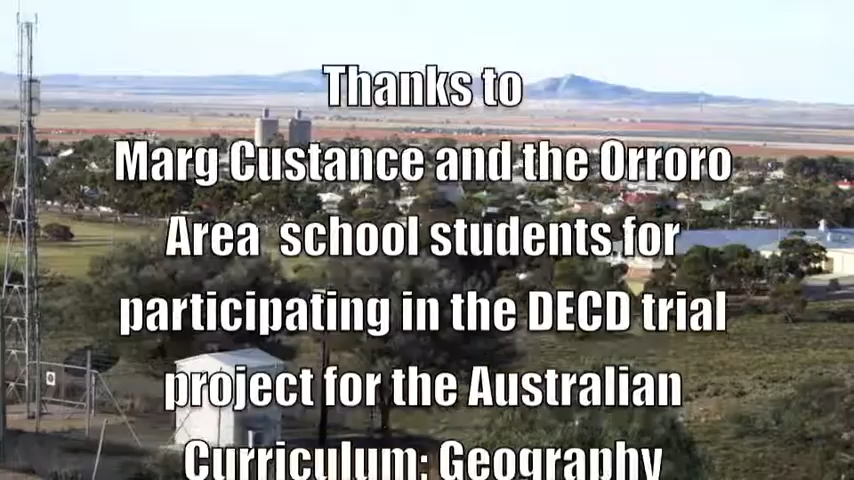 Thanks to
Marg Custance and the Orroro
Area school students for
participating in the DECD trial
project for the Australian
Curriculum: Geography